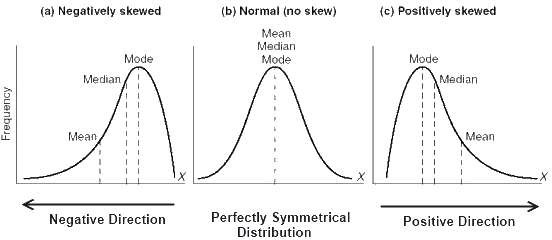 (a) Negatively skewed
Mode
Median
Mean
Frequency
X
Negative Direction
(b) Normal (no skew)
Mean
Median
Mode
X
Perfectly Symmetrical
Distribution
(c) Positively skewed
Mode
Median
Mean
X
Positive Direction